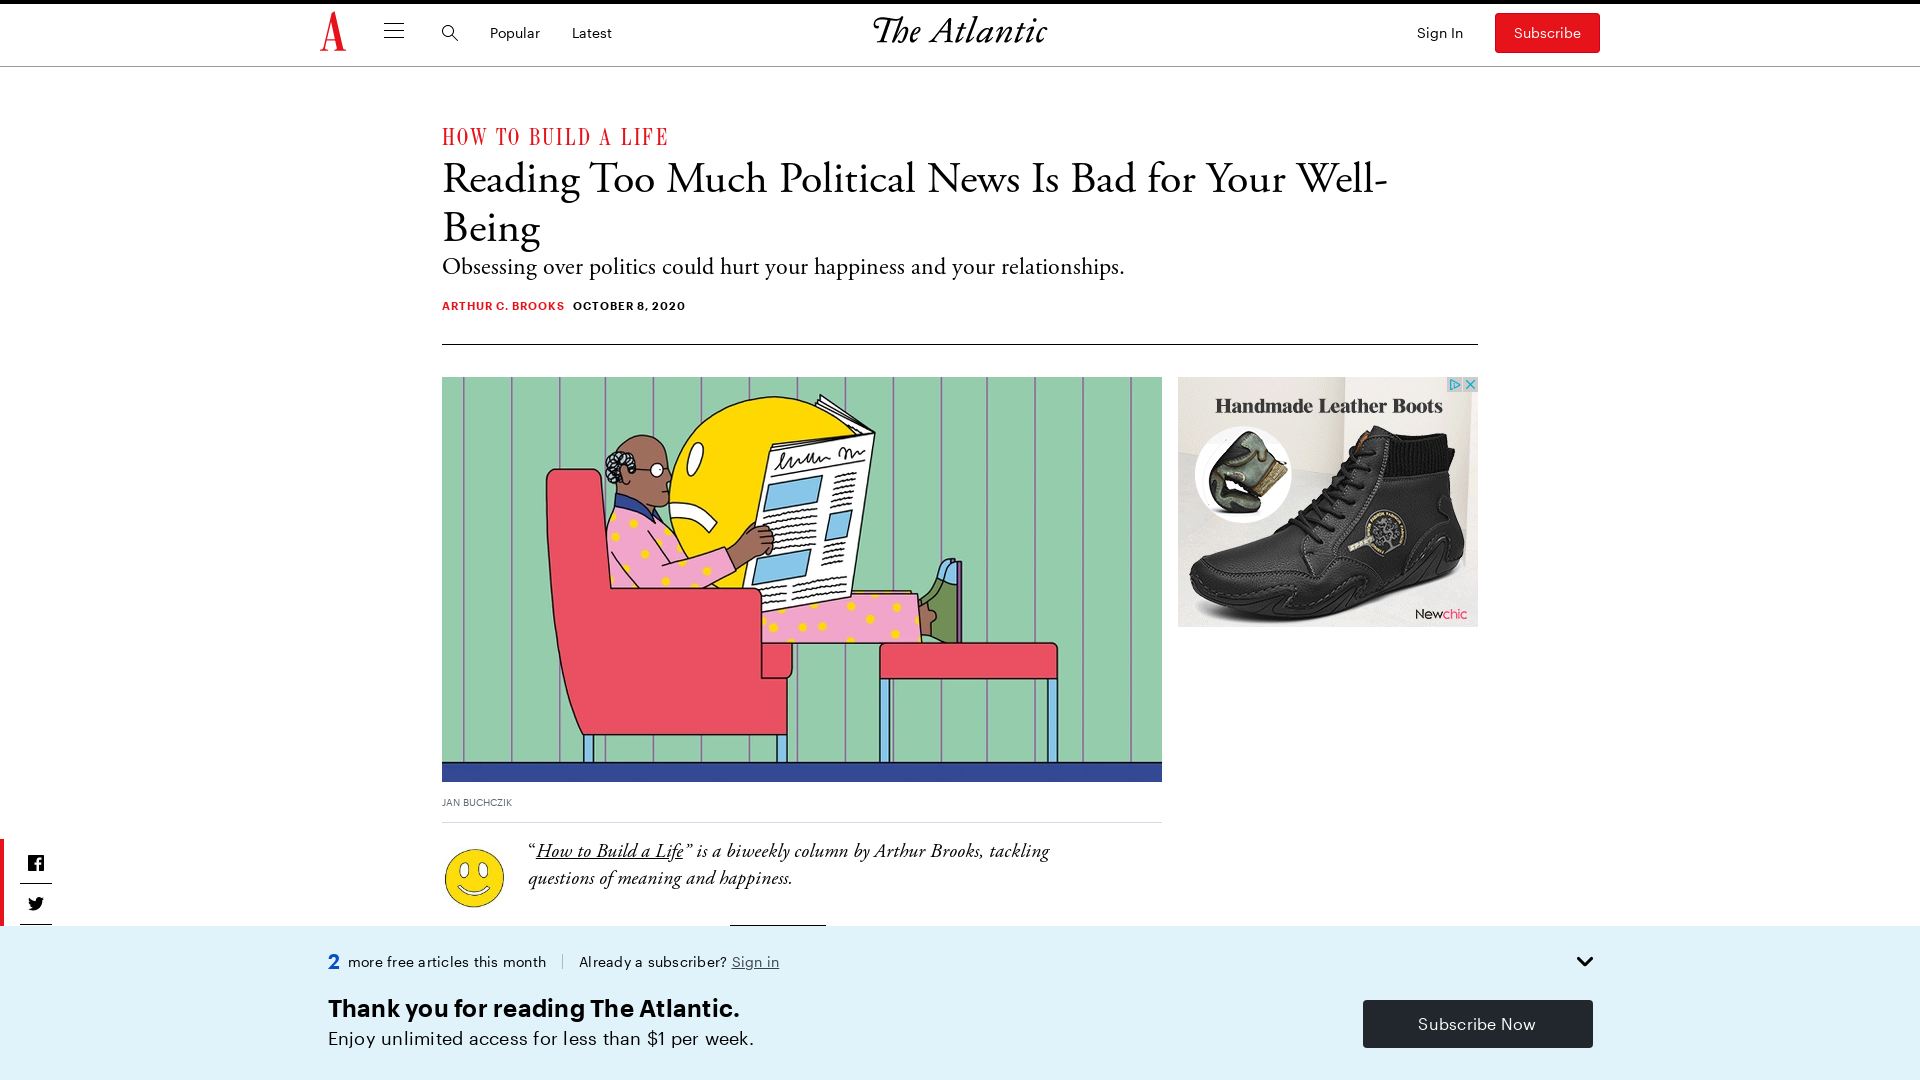 A
Popular
Latest
The Atlantic
Sign In
Subscribe
HOW TO BUILD A LIFE
Reading Too Much Political News Is Bad for Your Well-
Being
Obsessing over politics could hurt your happiness and your relationships.
ARTHUR C. BROOKS OCTOBER 8, 2020
Handmade Leather Boots
Newchic
JAN BUCHCZIK
“How to Build a Life” is a biweekly column by Arthur Brooks, tackling
questions of meaning and happiness.
2 more free articles this month
Already a subscriber? Sign in
Thank you for reading The Atlantic.
Enjoy unlimited access for less than $1 per week.
Subscribe Now